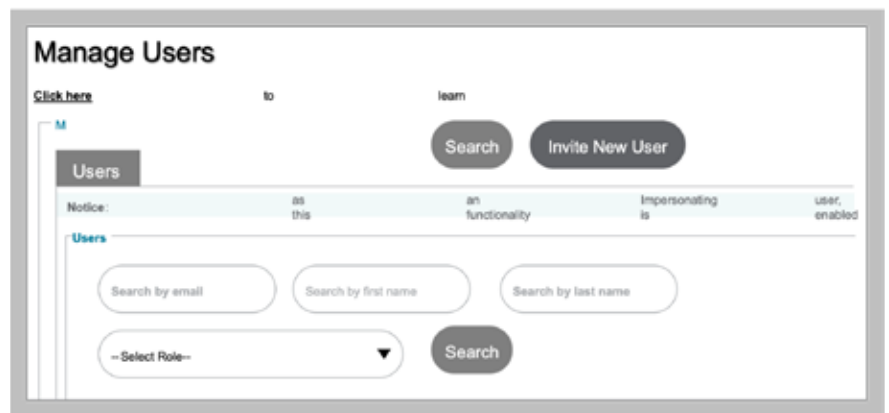 Manage Users
Click here to learn
M
Search Invite New User
Users
Notice: as an Impersonating user,
this functionality is enabled
Users
Search by email Search by first name Search by last name
--Select Role-- Search